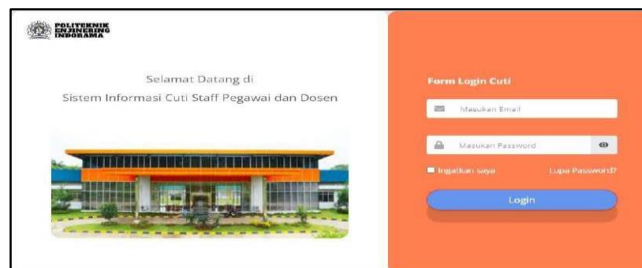 POLITEKNIK
ENJINERING
INDORAMA
Selamat Datang di
Sistem Informasi Cuti Staff Pegawai dan Dosen
Form Login Cuti
Masukan Email
Masukan Password
Ingatkan saya
Lupa Password?
Login